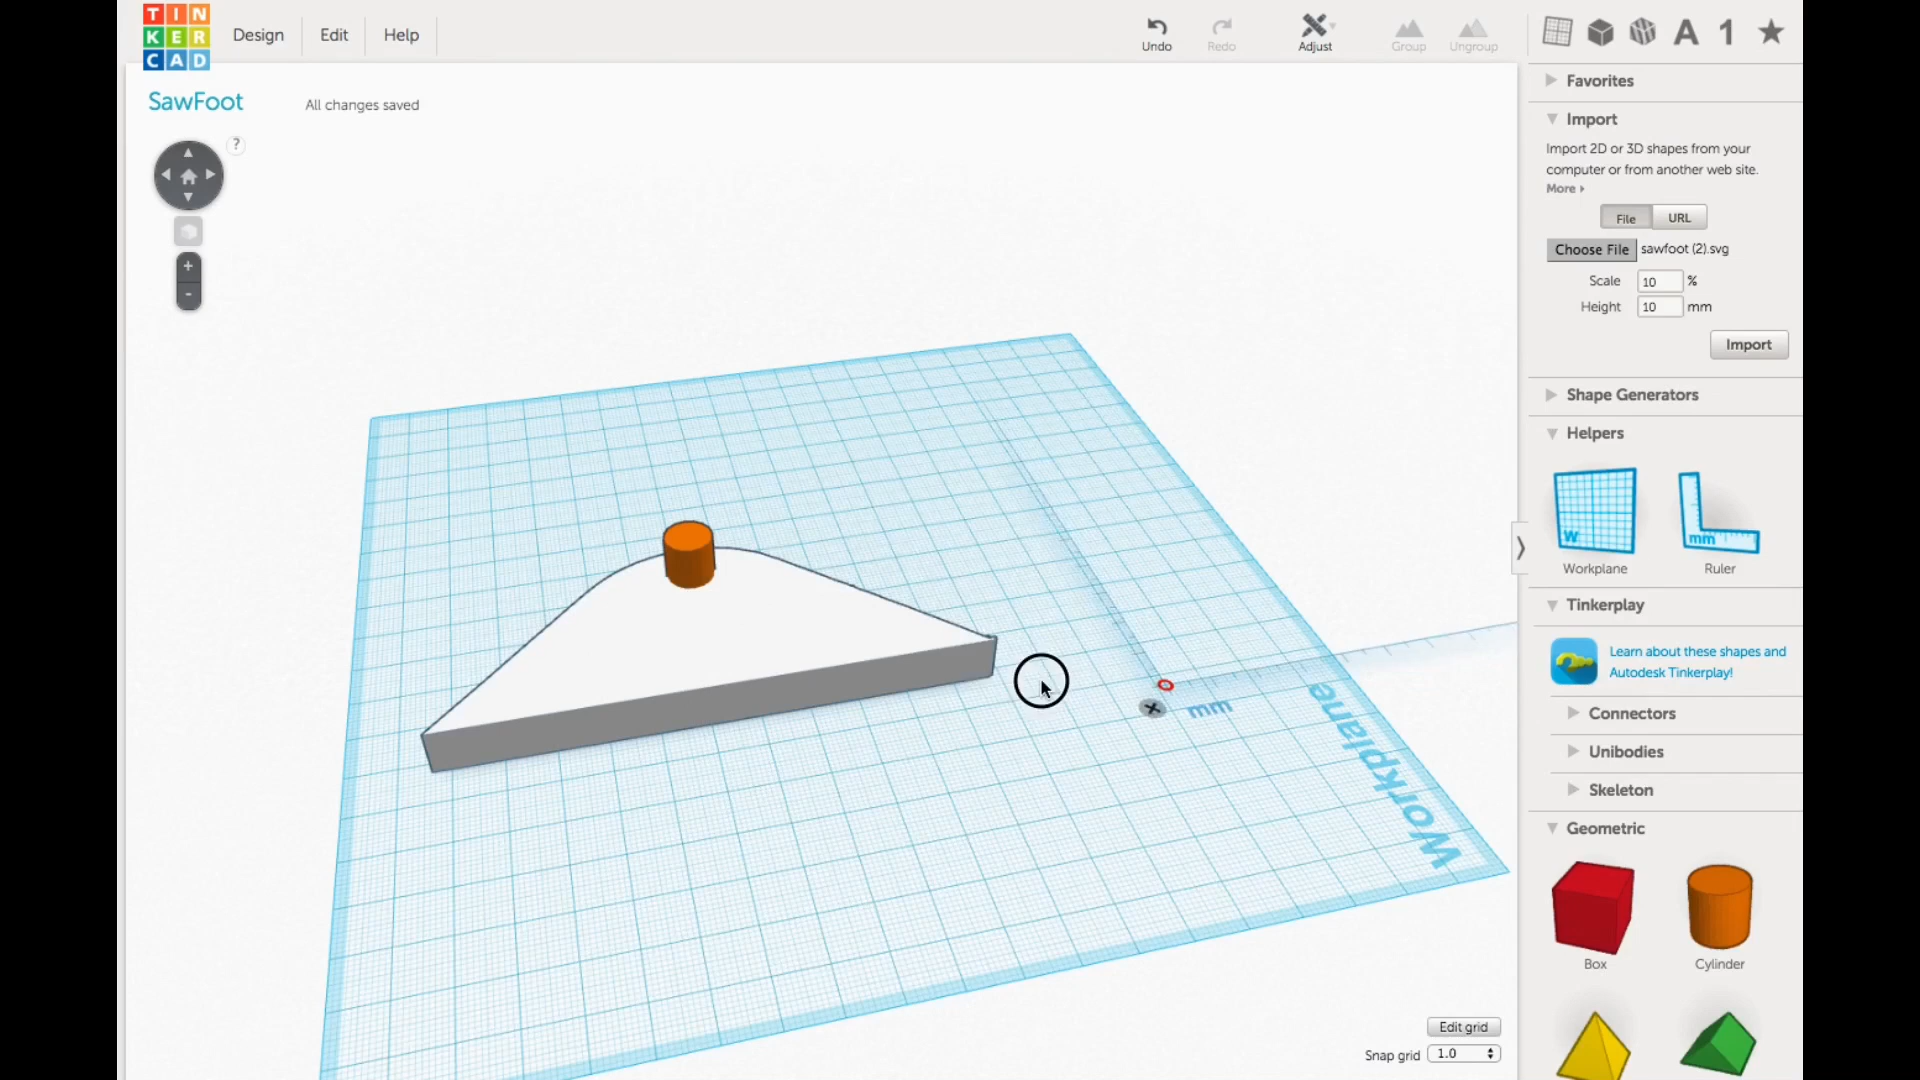 TIN
KER
CAD
Design
Edit
Help
Undo
Redo
Adjust
Group
Ungroup
A
1
SawFoot
All changes saved
?
+
-
Favorites
Import
Import 2D or 3D shapes from your
computer or from another web site.
More
File
URL
Choose File
sawfoot (2).svg
Scale
10
%
Height
10
mm
Import
Shape Generators
Helpers
W
mm
Workplane
Ruler
Tinkerplay
Learn about these shapes and
Autodesk Tinkerplay!
Connectors
Unibodies
Skeleton
Geometric
Box
Cylinder
mm
Workplane
Edit grid
Snap grid
1.0